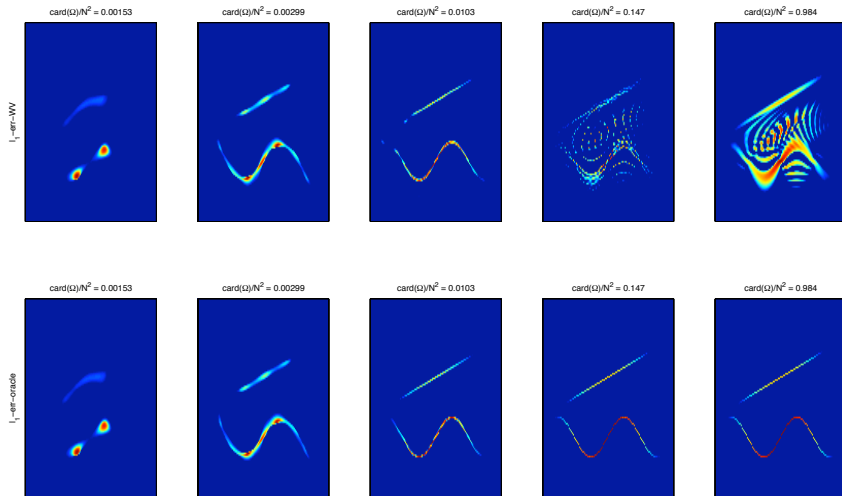 card(Ω)/N² = 0.00153
card(Ω)/N² = 0.00299
card(Ω)/N² = 0.0103
card(Ω)/N² = 0.147
card(Ω)/N² = 0.984
l₁-err-WV
card(Ω)/N² = 0.00153
card(Ω)/N² = 0.00299
card(Ω)/N² = 0.0103
card(Ω)/N² = 0.147
card(Ω)/N² = 0.984
l₁-err-oracle